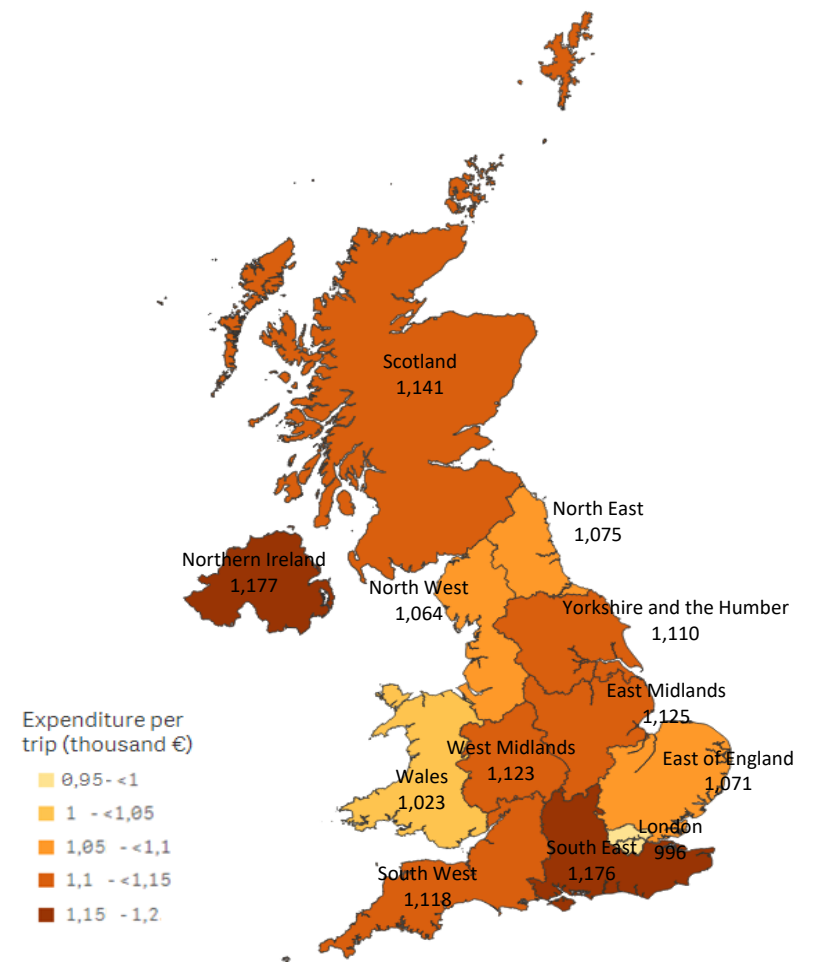 Scotland
1,141
North East
1,075
Northern Ireland
1,177
North West
1,064
Yorkshire and the Humber
1,110
East Midlands
1,125
West Midlands
1,123
East of England
1,071
Wales
1,023
London
996
South East
1,176
South West
1,118
Expenditure per
trip (thousand €)
0,95-<1
1 -<1,05
1,05 -<1,1
1,1 -<1,15
1,15 -1,2